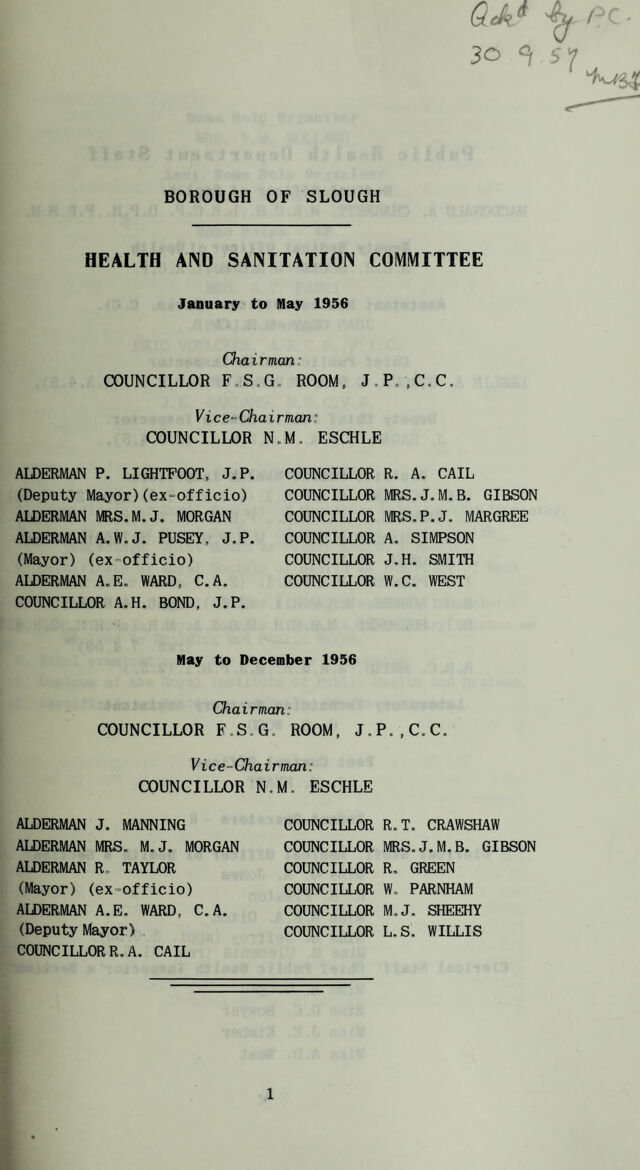 Ackd by P.C.
30 9 57
BOROUGH OF SLOUGH
HEALTH AND SANITATION COMMITTEE
January to May 1956
Chairman:
COUNCILLOR F.S.G. ROOM, J.P.,C.C.
Vice-Chairman:
COUNCILLOR N.M. ESCHLE
ALDERMAN P. LIGHTFOOT, J.P.
(Deputy Mayor)(ex-officio)
ALDERMAN MRS.M.J. MORGAN
ALDERMAN A.W.J. PUSEY, J.P.
(Mayor) (ex-officio)
ALDERMAN A.E. WARD, C.A.
COUNCILLOR A.H. BOND, J.P.
COUNCILLOR R. A. CAIL
COUNCILLOR MRS.J.M.B. GIBSON
COUNCILLOR MRS.P.J. MARGREE
COUNCILLOR A. SIMPSON
COUNCILLOR J.H. SMITH
COUNCILLOR W.C. WEST
May to December 1956
Chairman:
COUNCILLOR F.S.G. ROOM, J.P.,C.C.
Vice-Chairman:
COUNCILLOR N.M. ESCHLE
ALDERMAN J. MANNING
ALDERMAN MRS. M.J. MORGAN
ALDERMAN R. TAYLOR
(Mayor) (ex-officio)
ALDERMAN A.E. WARD, C.A.
(Deputy Mayor)
COUNCILLOR R.A. CAIL
COUNCILLOR R.T. CRAWSHAW
COUNCILLOR MRS.J.M.B. GIBSON
COUNCILLOR R. GREEN
COUNCILLOR W. PARNHAM
COUNCILLOR M.J. SHEEHY
COUNCILLOR L.S. WILLIS
1